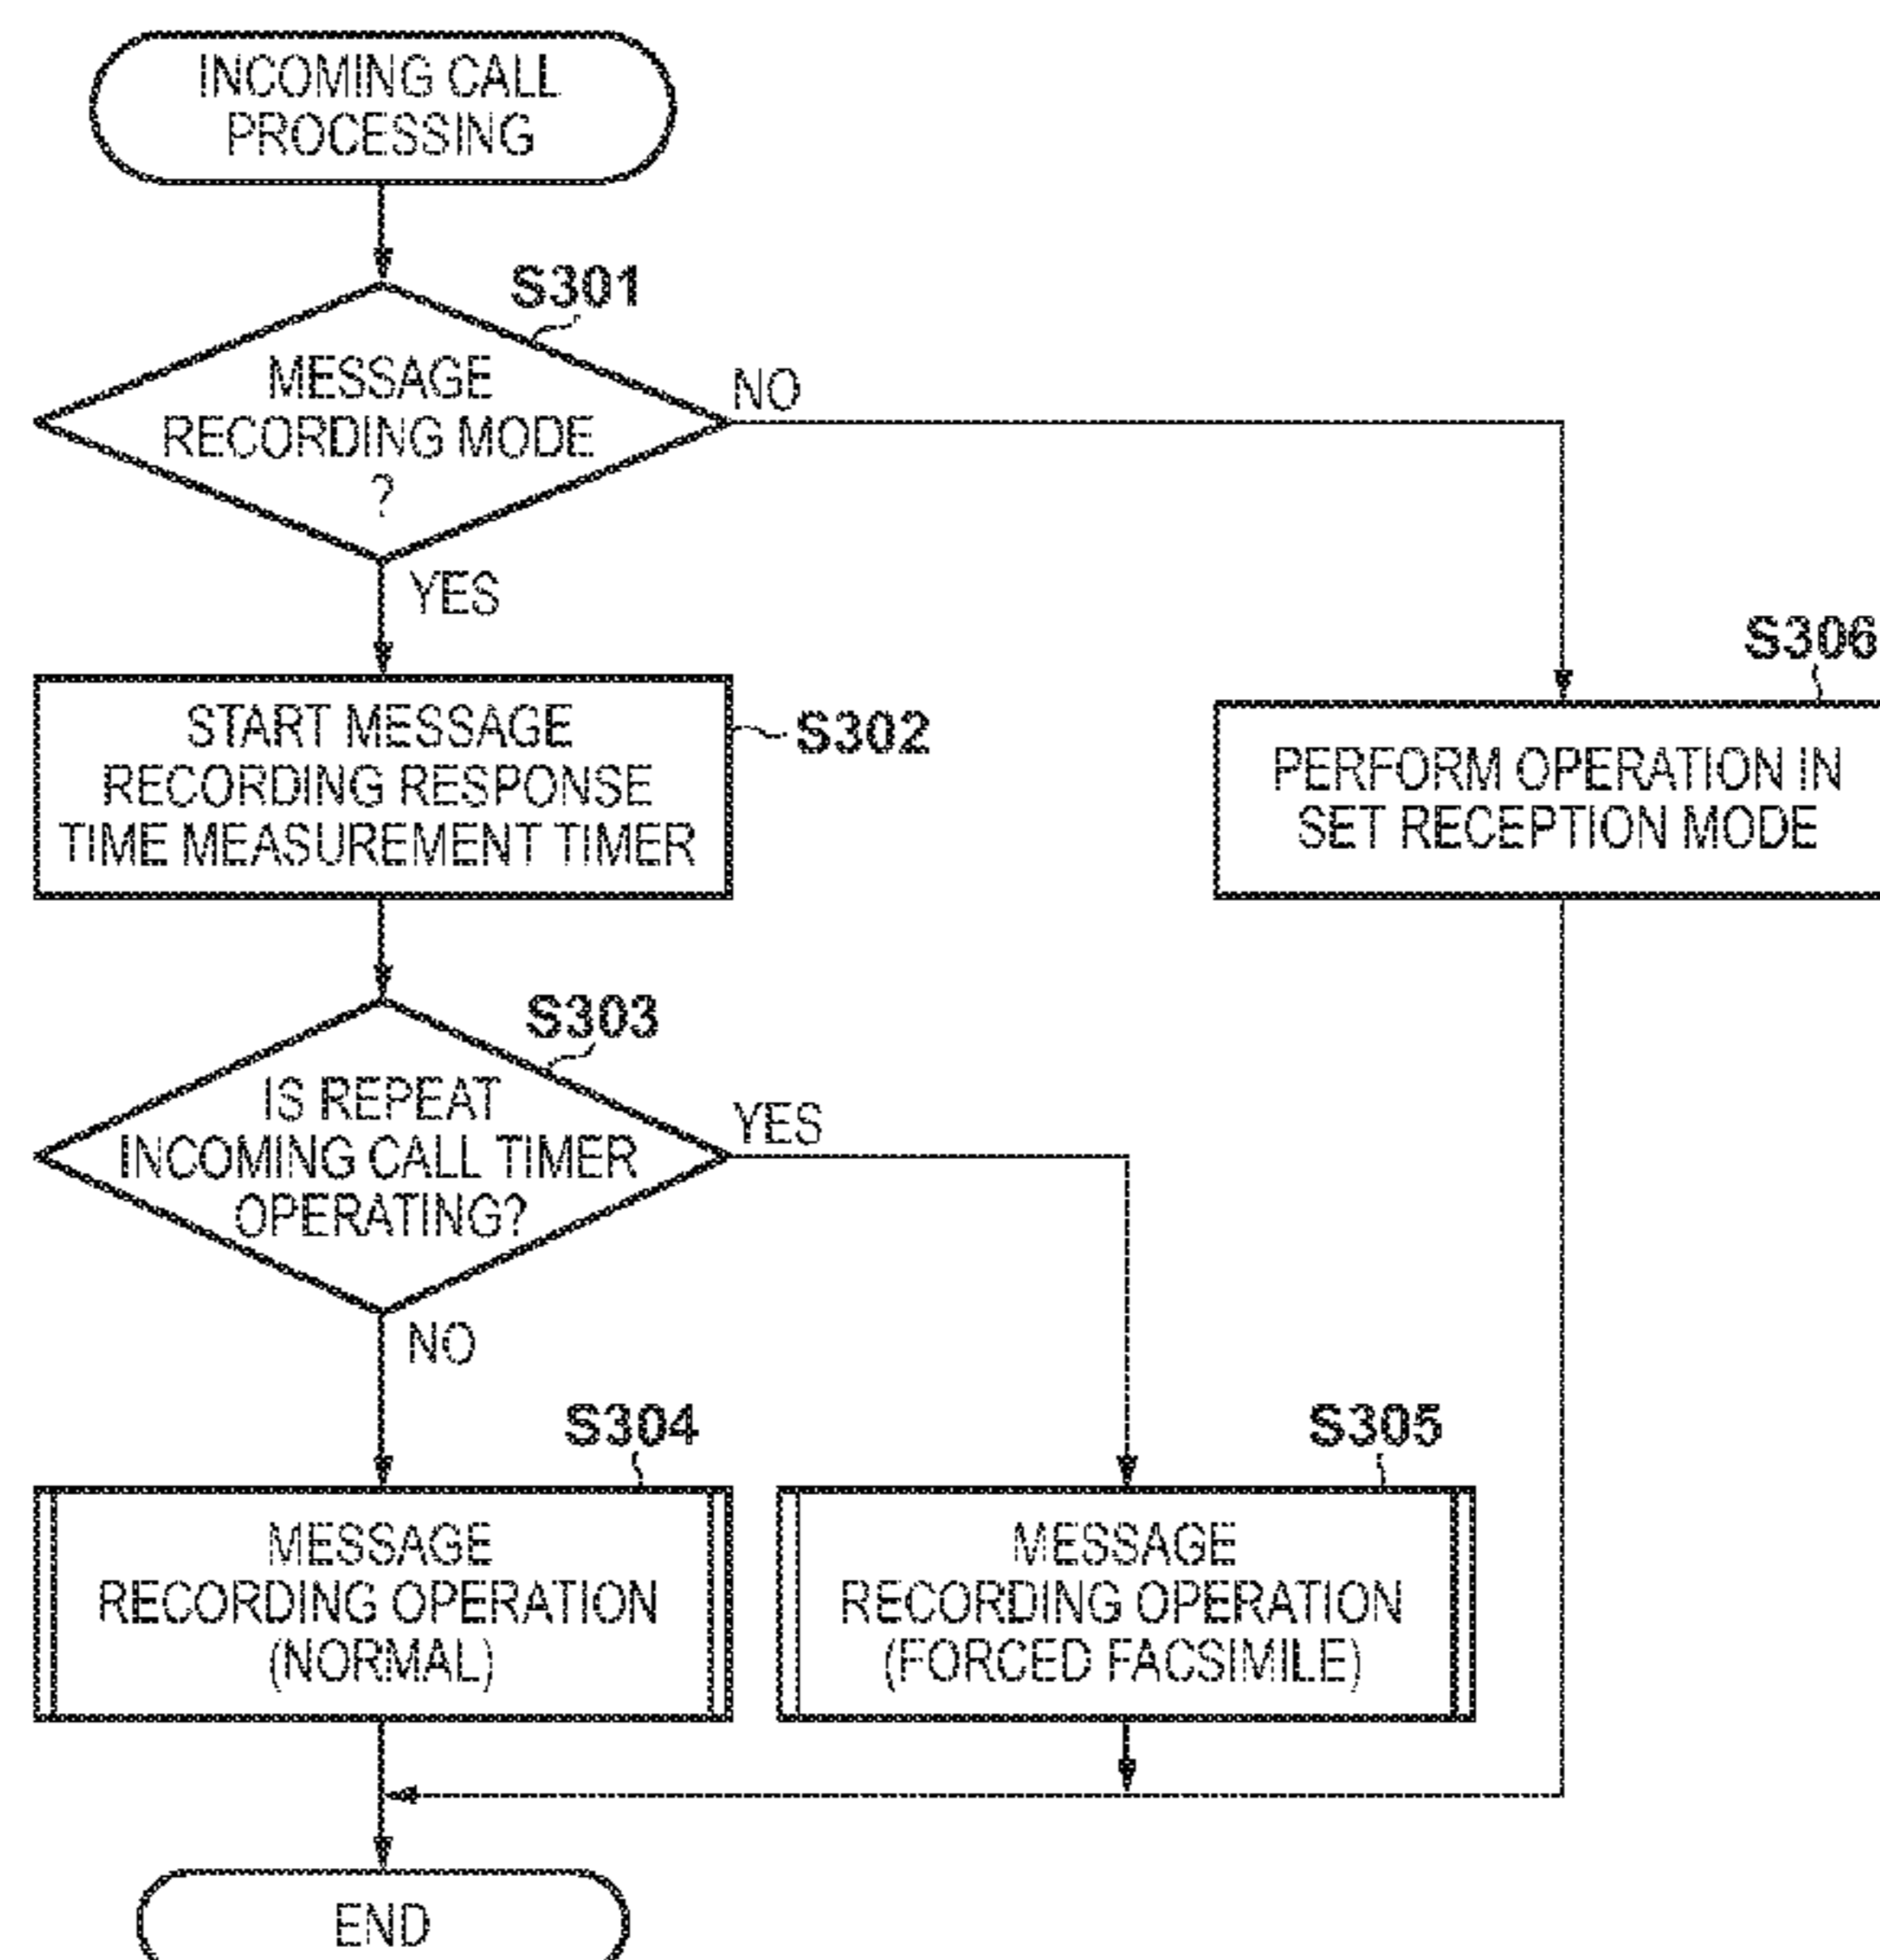 INCOMING CALL
PROCESSING
S301
MESSAGE
RECORDING MODE
?
NO
YES
S302
START MESSAGE
RECORDING RESPONSE
TIME MEASUREMENT TIMER
S306
PERFORM OPERATION IN
SET RECEPTION MODE
S303
IS REPEAT
INCOMING CALL TIMER
OPERATING?
YES
NO
S304
MESSAGE
RECORDING OPERATION
(NORMAL)
S305
MESSAGE
RECORDING OPERATION
(FORCED FACSIMILE)
END